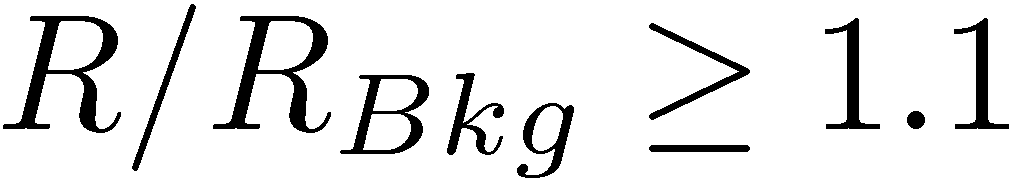 R/R_{Bkg} ≥ 1.1